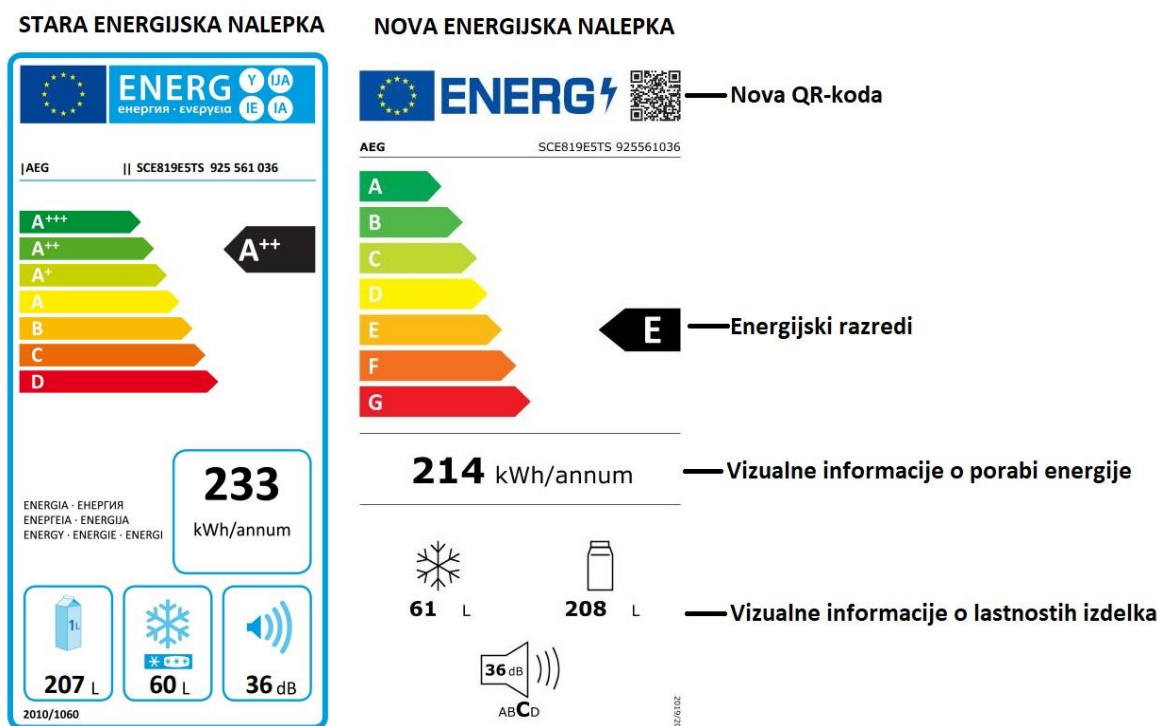 STARA ENERGIJSKA NALEPKA
ENERG Y IJA
енергия · ενεργεια IE IA
|AEG || SCE819E5TS 925 561 036
A+++
A++ A++
A+
A
B
C
D
ENERGIA · ЕНЕРГИЯ
ΕΝΕΡΓΕΙΑ · ENERGIJA
ENERGY · ENERGIE · ENERGI
233
kWh/annum
1L
207 L 60 L 36 dB
2010/1060
NOVA ENERGIJSKA NALEPKA
ENERG
Nova QR-koda
AEG SCE819E5TS 925561036
A
B
C
D
E E
Energijski razredi
F
G
214 kWh/annum
Vizualne informacije o porabi energije
61 L 208 L
Vizualne informacije o lastnostih izdelka
36 dB
ABCD